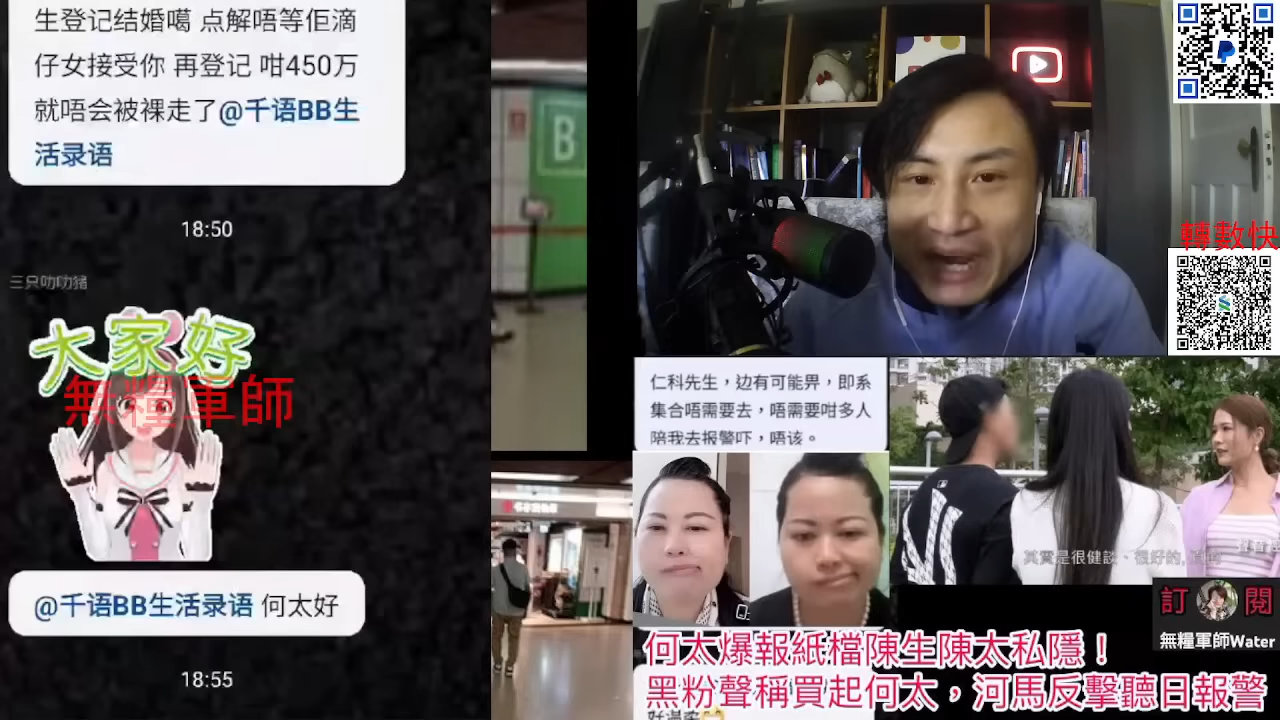 生登记结婚噶 点解唔等佢滴
仔女接受你 再登记 咁450万
就唔会被裸走了@千语BB生
活录语
18:50
三只叻叻猪
大家好
無糧軍師
@千语BB生活录语 何太好
18:55
B
轉數快
仁科先生，边有可能畀，即系
集合唔需要去，唔需要咁多人
陪我去报警吓，唔该。
其實是很健談、很好的,
訂 閱
無糧軍師Water
何太爆報紙檔陳生陳太私隱！
黑粉聲稱買起何太，河馬反擊聽日報警